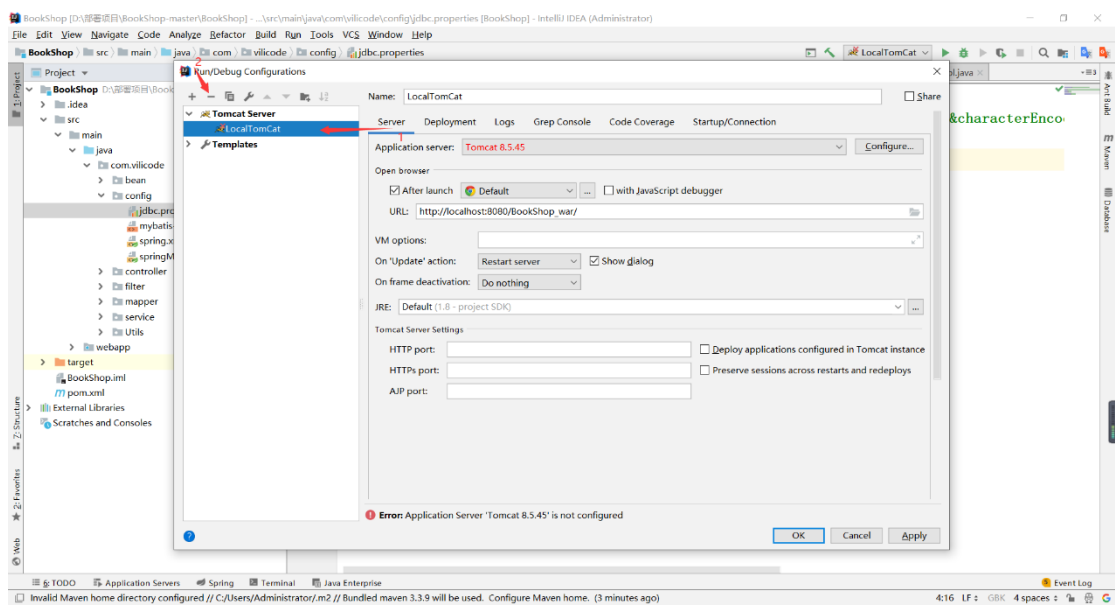 BookShop [D:\部署项目\BookShop-master\BookShop] - ...\src\main\java\com\vilicode\config\jdbc.properties [BookShop] - IntelliJ IDEA (Administrator)
File Edit View Navigate Code Analyze Refactor Build Run Tools VCS Window Help
BookShop src main java com vilicode config jdbc.properties LocalTomCat
Project
2
Run/Debug Configurations
ol.java
3
1: Project
BookShop D:\部署项目\Book
.idea
src
main
java
com.vilicode
bean
config
jdbc.pro
mybatis
spring.x
springM
controller
filter
mapper
service
Utils
webapp
target
BookShop.iml
pom.xml
External Libraries
Scratches and Consoles
Tomcat Server
LocalTomCat
Templates
Name: LocalTomCat Share
Server Deployment Logs Grep Console Code Coverage Startup/Connection
1
Application server: Tomcat 8.5.45 Configure...
Open browser
After launch Default ... with JavaScript debugger
URL: http://localhost:8080/BookShop_war/
VM options:
On 'Update' action: Restart server Show dialog
On frame deactivation: Do nothing
JRE: Default (1.8 - project SDK) ...
Tomcat Server Settings
HTTP port: Deploy applications configured in Tomcat instance
HTTPs port: Preserve sessions across restarts and redeploys
AJP port:
Error: Application Server 'Tomcat 8.5.45' is not configured
? OK Cancel Apply
&characterEnco
Ant Build
m Maven
Database
Z: Structure
2: Favorites
Web
6: TODO Application Servers Spring Terminal Java Enterprise Event Log
Invalid Maven home directory configured // C:/Users/Administrator/.m2 // Bundled maven 3.3.9 will be used. Configure Maven home. (3 minutes ago) 4:16 LF GBK 4 spaces